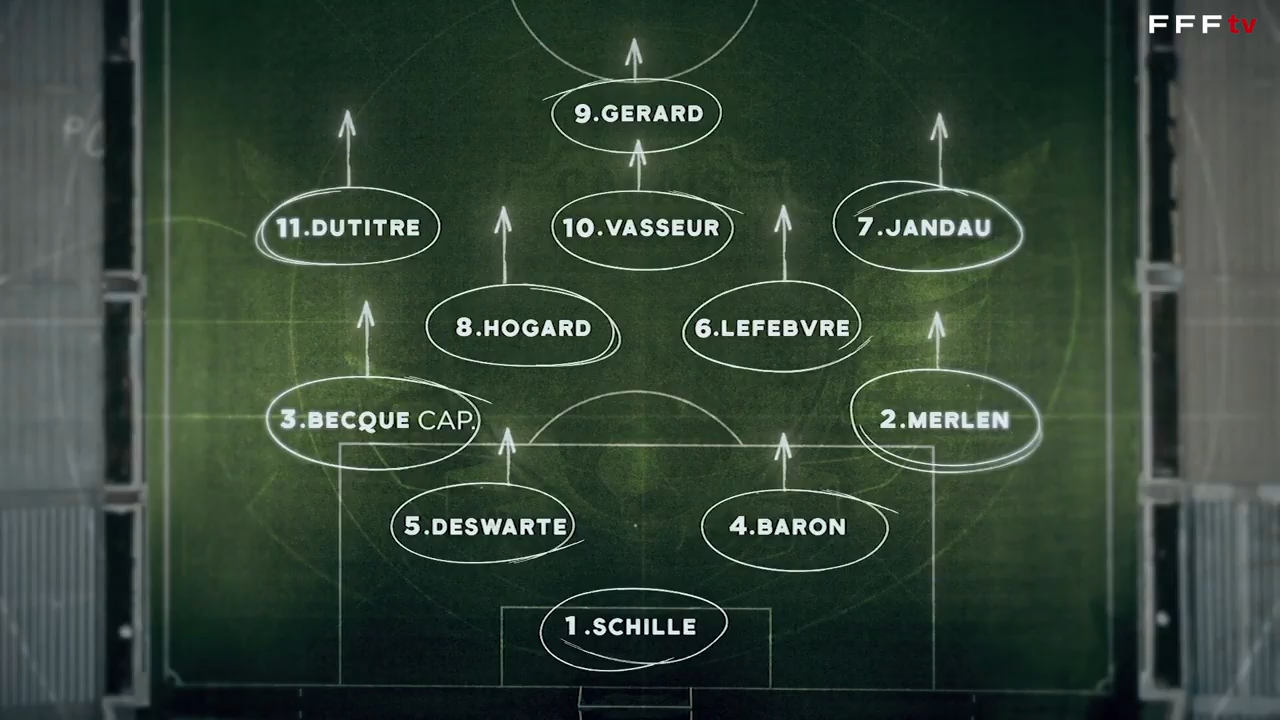 FFFtv
9.GERARD
11.DUTITRE
10.VASSEUR
7.JANDAU
8.HOGARD
6.LEFEBVRE
3.BECQUE CAP.
2.MERLEN
5.DESWARTE
4.BARON
1.SCHILLE